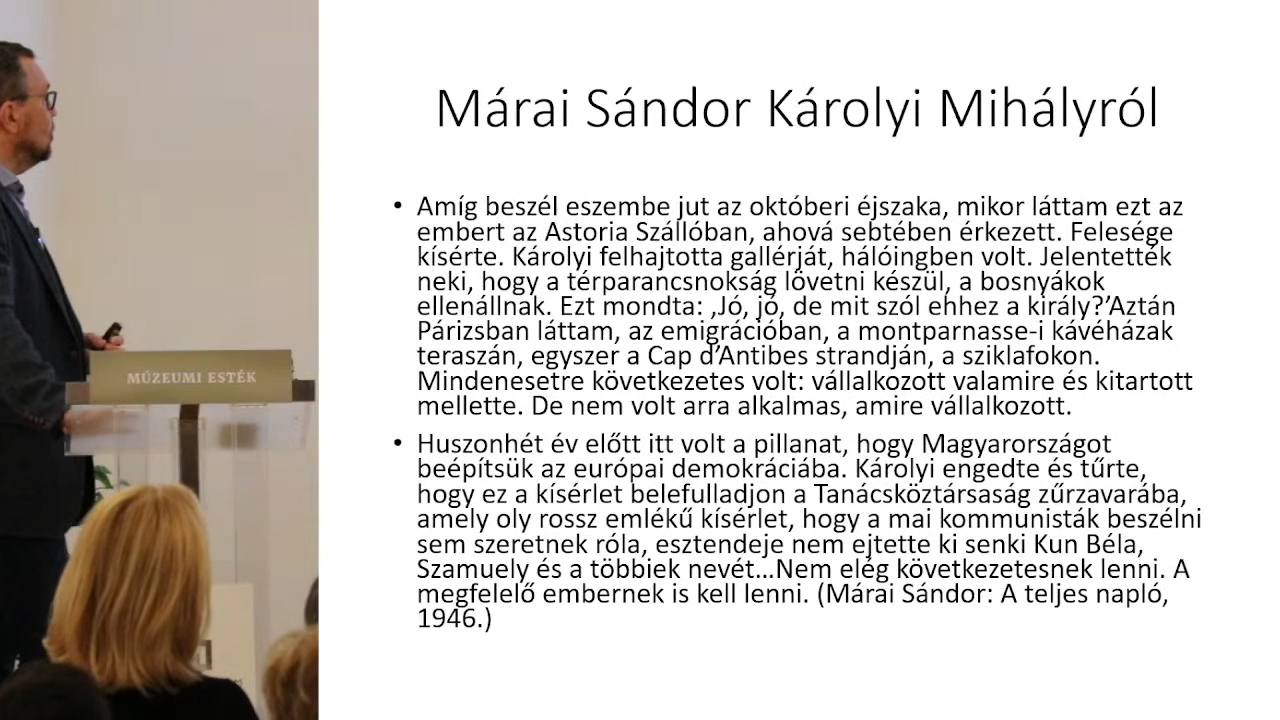 Márai Sándor Károlyi Mihályról
• Amíg beszél eszembe jut az októberi éjszaka, mikor láttam ezt az
embert az Astoria Szállóban, ahová sebtében érkezett. Felesége
kísérte. Károlyi felhajtotta gallérját, hálóingben volt. Jelentették
neki, hogy a térparancsnokság lövetni készül, a bosnyákok
ellenállnak. Ezt mondta: ‚Jó, jó, de mit szól ehhez a király?’Aztán
Párizsban láttam, az emigrációban, a montparnasse-i kávéházak
teraszán, egyszer a Cap d’Antibes strandján, a sziklafokon.
Mindenesetre következetes volt: vállalkozott valamire és kitartott
mellette. De nem volt arra alkalmas, amire vállalkozott.
• Huszonhét év előtt itt volt a pillanat, hogy Magyarországot
beépítsük az európai demokráciába. Károlyi engedte és tűrte,
hogy ez a kísérlet belefulladjon a Tanácsköztársaság zűrzavarába,
amely oly rossz emlékű kísérlet, hogy a mai kommunisták beszélni
sem szeretnek róla, esztendeje nem ejtette ki senki Kun Béla,
Szamuely és a többiek nevét…Nem elég következetesnek lenni. A
megfelelő embernek is kell lenni. (Márai Sándor: A teljes napló,
1946.)
MÚZEUMI ESTÉK